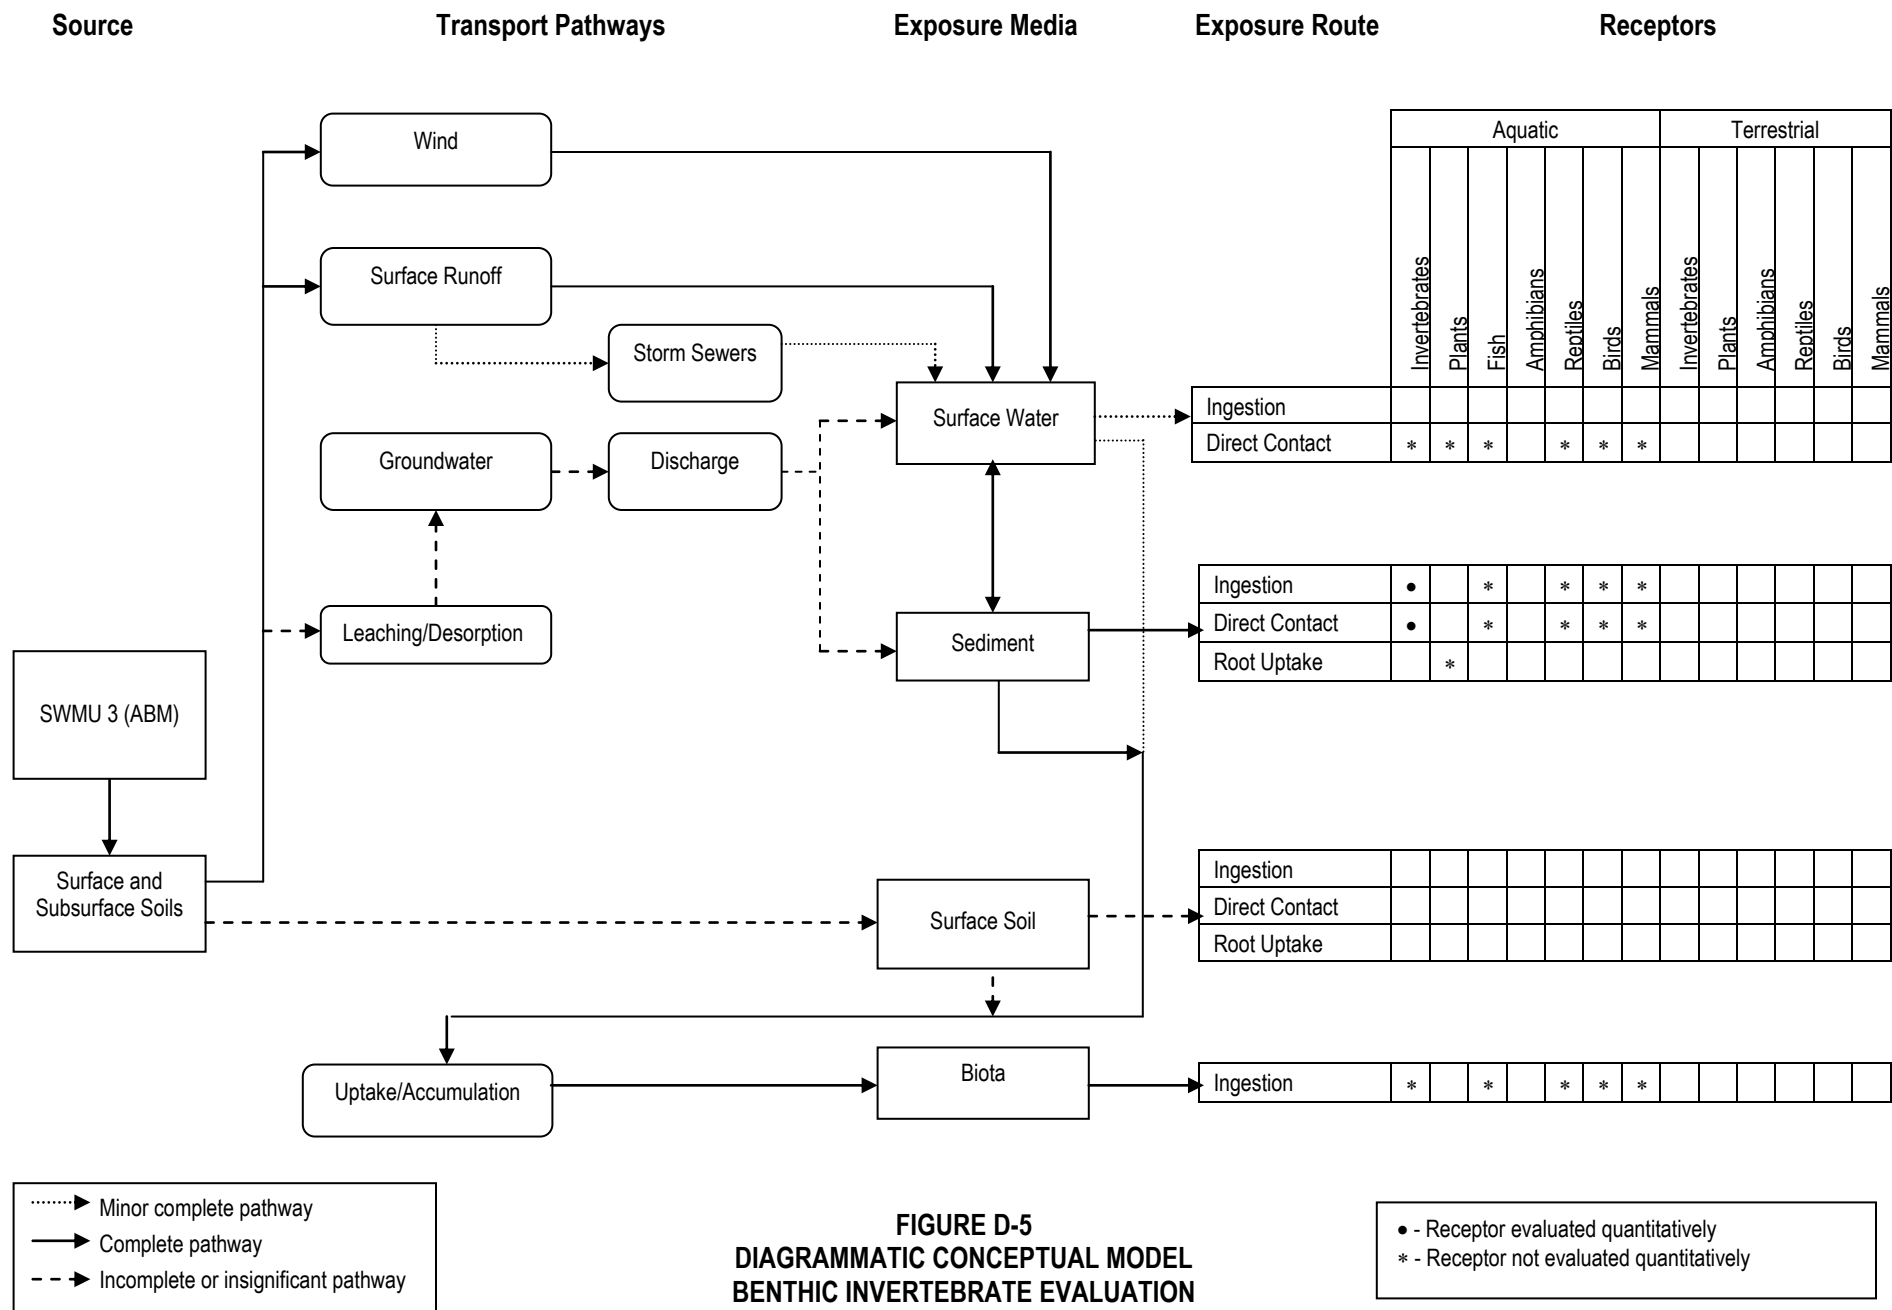 Source Transport Pathways Exposure Media Exposure Route Receptors
Aquatic Terrestrial
Invertebrates Plants Fish Amphibians Reptiles Birds Mammals Invertebrates Plants Amphibians Reptiles Birds Mammals
Wind
Surface Runoff
Storm Sewers
Surface Water
Ingestion
Direct Contact * * * * * *
Groundwater
Discharge
Leaching/Desorption
Sediment
Ingestion • * * * *
Direct Contact • * * * *
Root Uptake *
SWMU 3 (ABM)
Surface and
Subsurface Soils
Surface Soil
Ingestion
Direct Contact
Root Uptake
Uptake/Accumulation
Biota
Ingestion * * * * *
Minor complete pathway
Complete pathway
Incomplete or insignificant pathway
FIGURE D-5
DIAGRAMMATIC CONCEPTUAL MODEL
BENTHIC INVERTEBRATE EVALUATION
• - Receptor evaluated quantitatively
* - Receptor not evaluated quantitatively